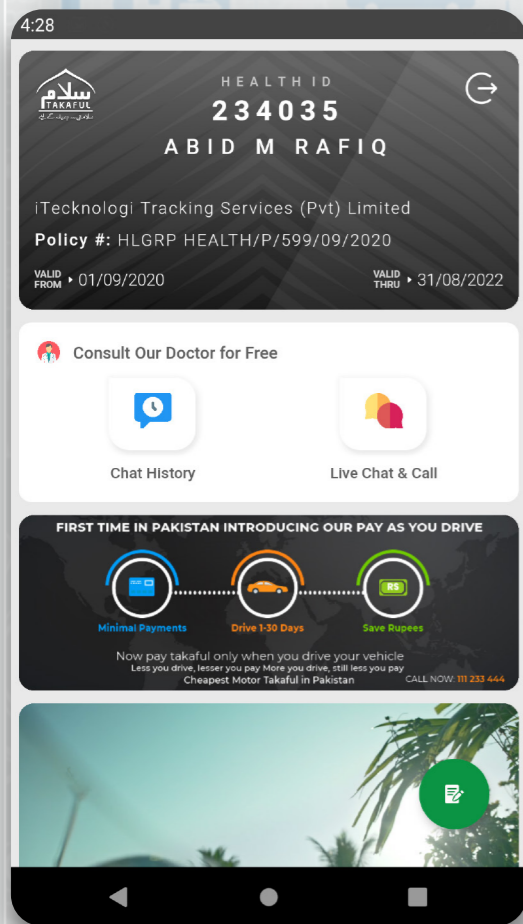 4:28
سلام
TAKAFUL
HEALTH ID
234035
ABID M RAFIQ
iTecknologi Tracking Services (Pvt) Limited
Policy #: HLGRP HEALTH/P/599/09/2020
VALID FROM 01/09/2020
VALID THRU 31/08/2022
Consult Our Doctor for Free
Chat History
Live Chat & Call
FIRST TIME IN PAKISTAN INTRODUCING OUR PAY AS YOU DRIVE
RS
Minimal Payments
Drive 1-30 Days
Save Rupees
Now pay takaful only when you drive your vehicle
Less you drive, lesser you pay More you drive, still less you pay
Cheapest Motor Takaful in Pakistan
CALL NOW: 111 233 444